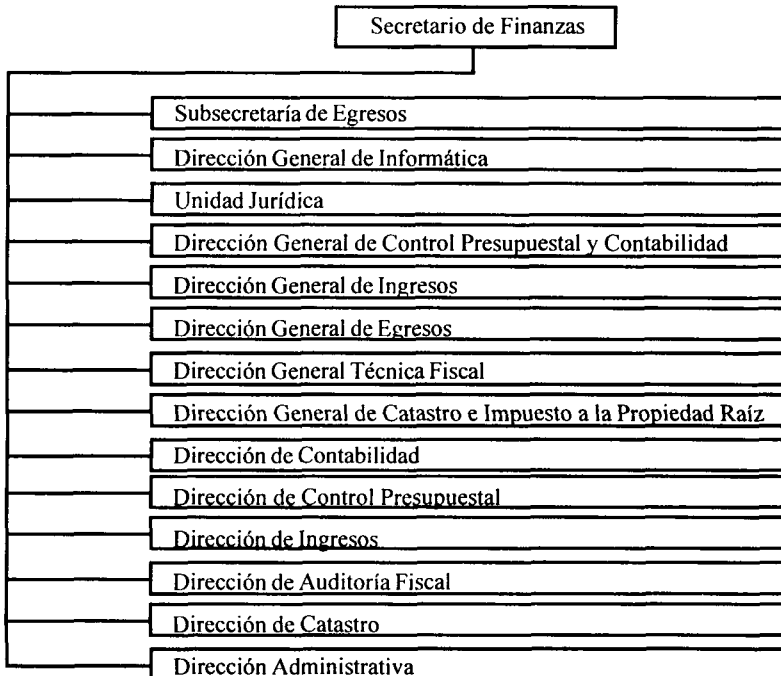 Secretario de Finanzas
Subsecretaría de Egresos
Dirección General de Informática
Unidad Jurídica
Dirección General de Control Presupuestal y Contabilidad
Dirección General de Ingresos
Dirección General de Egresos
Dirección General Técnica Fiscal
Dirección General de Catastro e Impuesto a la Propiedad Raíz
Dirección de Contabilidad
Dirección de Control Presupuestal
Dirección de Ingresos
Dirección de Auditoría Fiscal
Dirección de Catastro
Dirección Administrativa